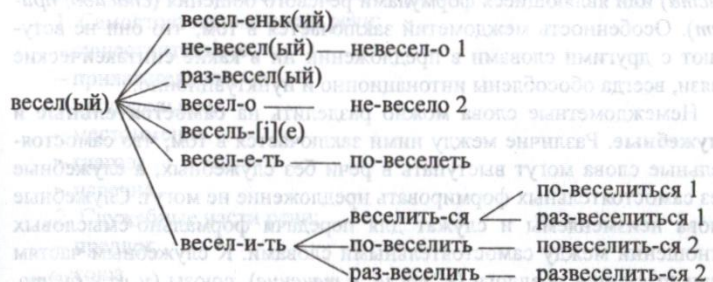 весел-еньк(ий)
не-весел(ый) невесел-о 1
раз-весел(ый)
весел(ый) весел-о не-весело 2
весель-[j](е)
весел-е-ть по-веселеть
по-веселиться 1
веселить-ся раз-веселиться 1
весел-и-ть по-веселить повеселить-ся 2
раз-веселить развеселить-ся 2